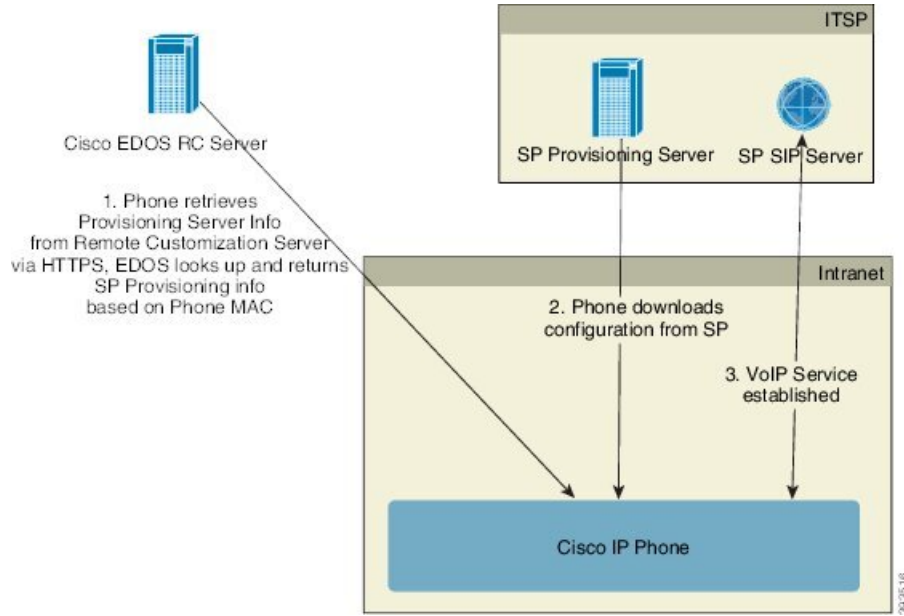 ITSP
Cisco EDOS RC Server
SP Provisioning Server
SP SIP Server
1. Phone retrieves
Provisioning Server Info
from Remote Customization Server
via HTTPS, EDOS looks up and returns
SP Provisioning info
based on Phone MAC
Intranet
2. Phone downloads
configuration from SP
3. VoIP Service
established
Cisco IP Phone